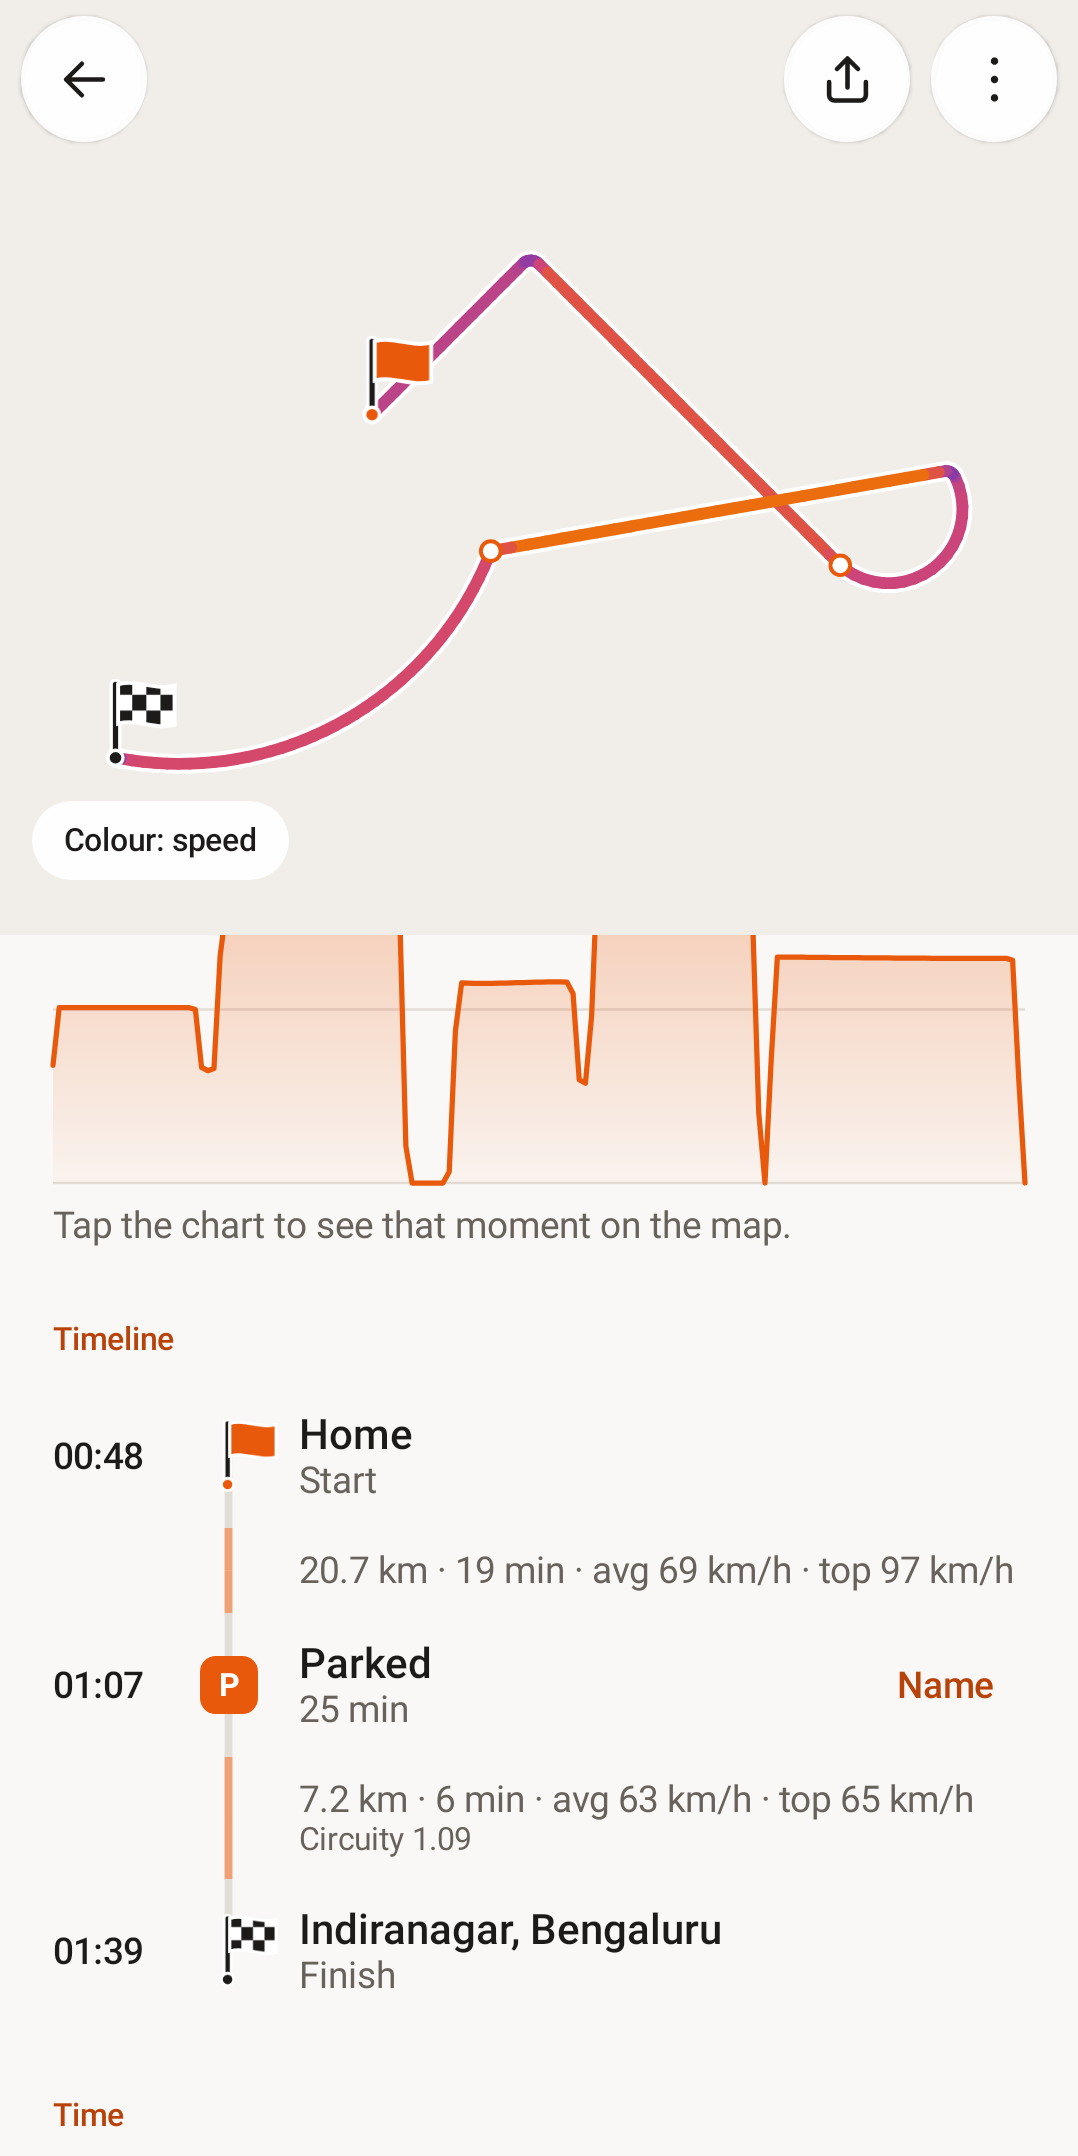 Colour: speed
Tap the chart to see that moment on the map.
Timeline
00:48
Home
Start
20.7 km · 19 min · avg 69 km/h · top 97 km/h
01:07
P
Parked
25 min
Name
7.2 km · 6 min · avg 63 km/h · top 65 km/h
Circuity 1.09
01:39
Indiranagar, Bengaluru
Finish
Time